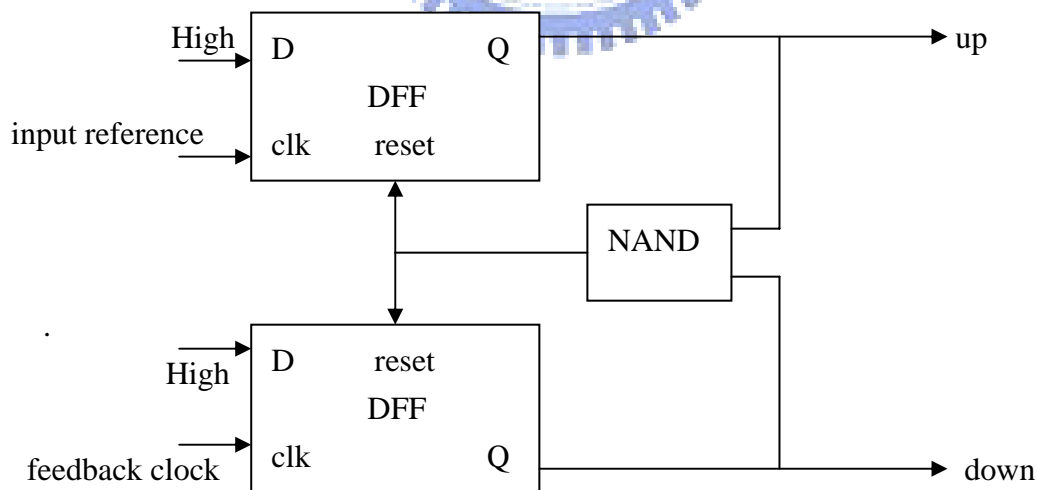 High
D
Q
up
DFF
input reference
clk
reset
NAND
D
reset
High
DFF
clk
Q
feedback clock
down